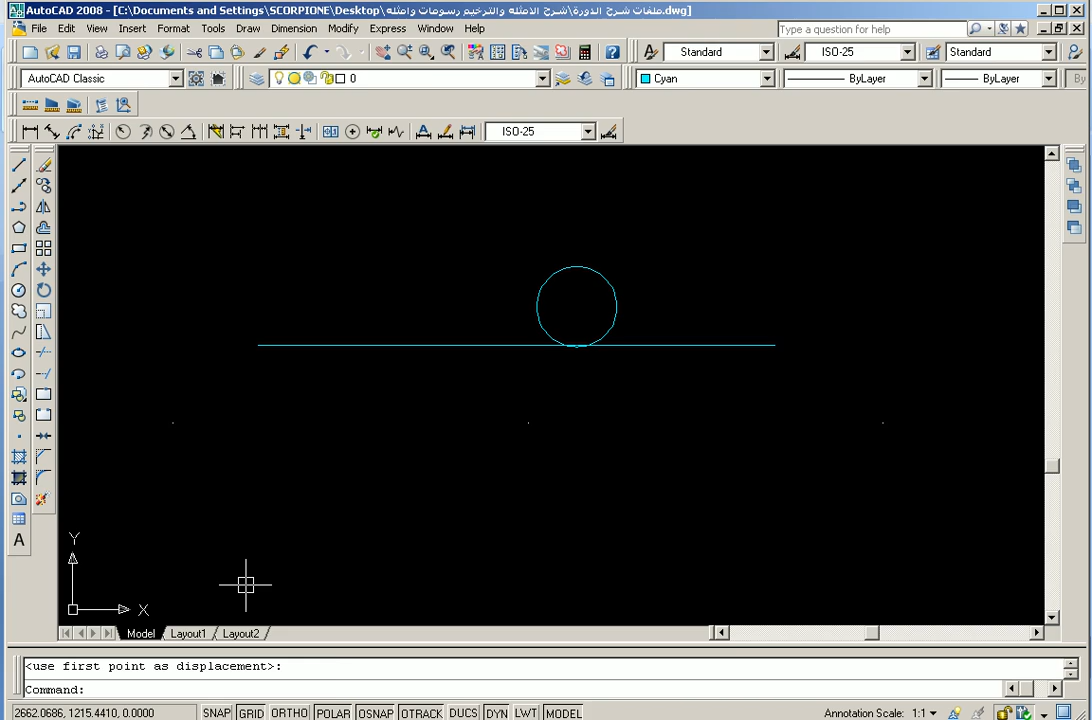 AutoCAD 2008 - [C:\Documents and Settings\SCORPIONE\Desktop\ملفات شرح الدورة\شرح الامثله والترخيم رسومات وامثله.dwg]
File Edit View Insert Format Tools Draw Dimension Modify Express Window Help
Type a question for help
Standard ISO-25 Standard
AutoCAD Classic 0 Cyan ByLayer ByLayer By
ISO-25
Y
X
Model Layout1 Layout2
<use first point as displacement>:
Command:
2662.0686, 1215.4410, 0.0000 SNAP GRID ORTHO POLAR OSNAP OTRACK DUCS DYN LWT MODEL Annotation Scale: 1:1